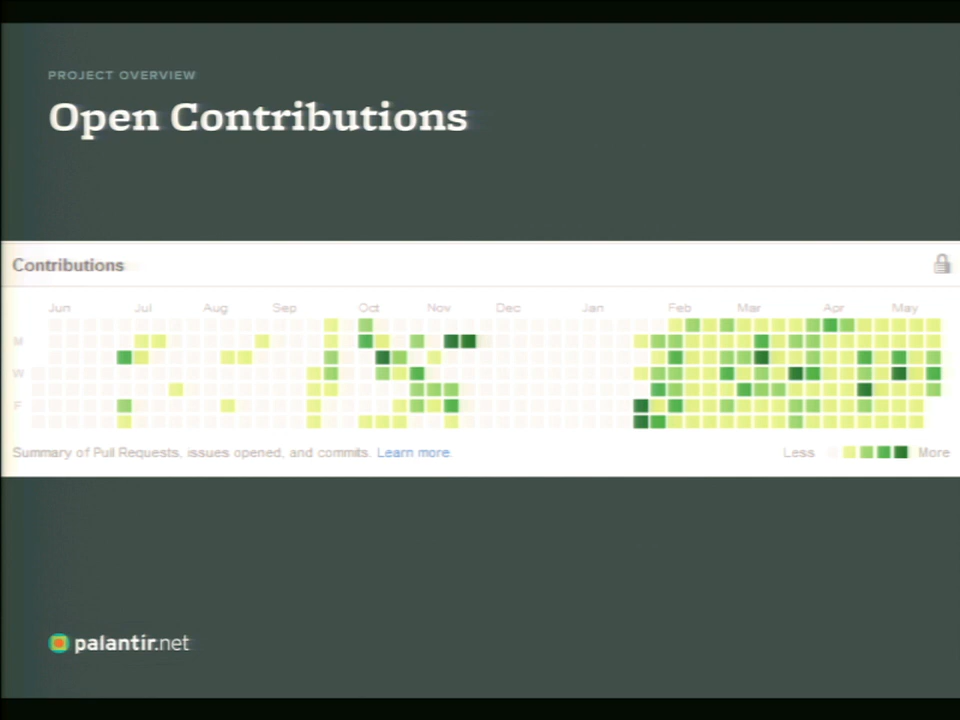 PROJECT OVERVIEW
Open Contributions
Contributions
Jun Jul Aug Sep Oct Nov Dec Jan Feb Mar Apr May
M
W
F
Summary of Pull Requests, issues opened, and commits. Learn more. Less More
palantir.net